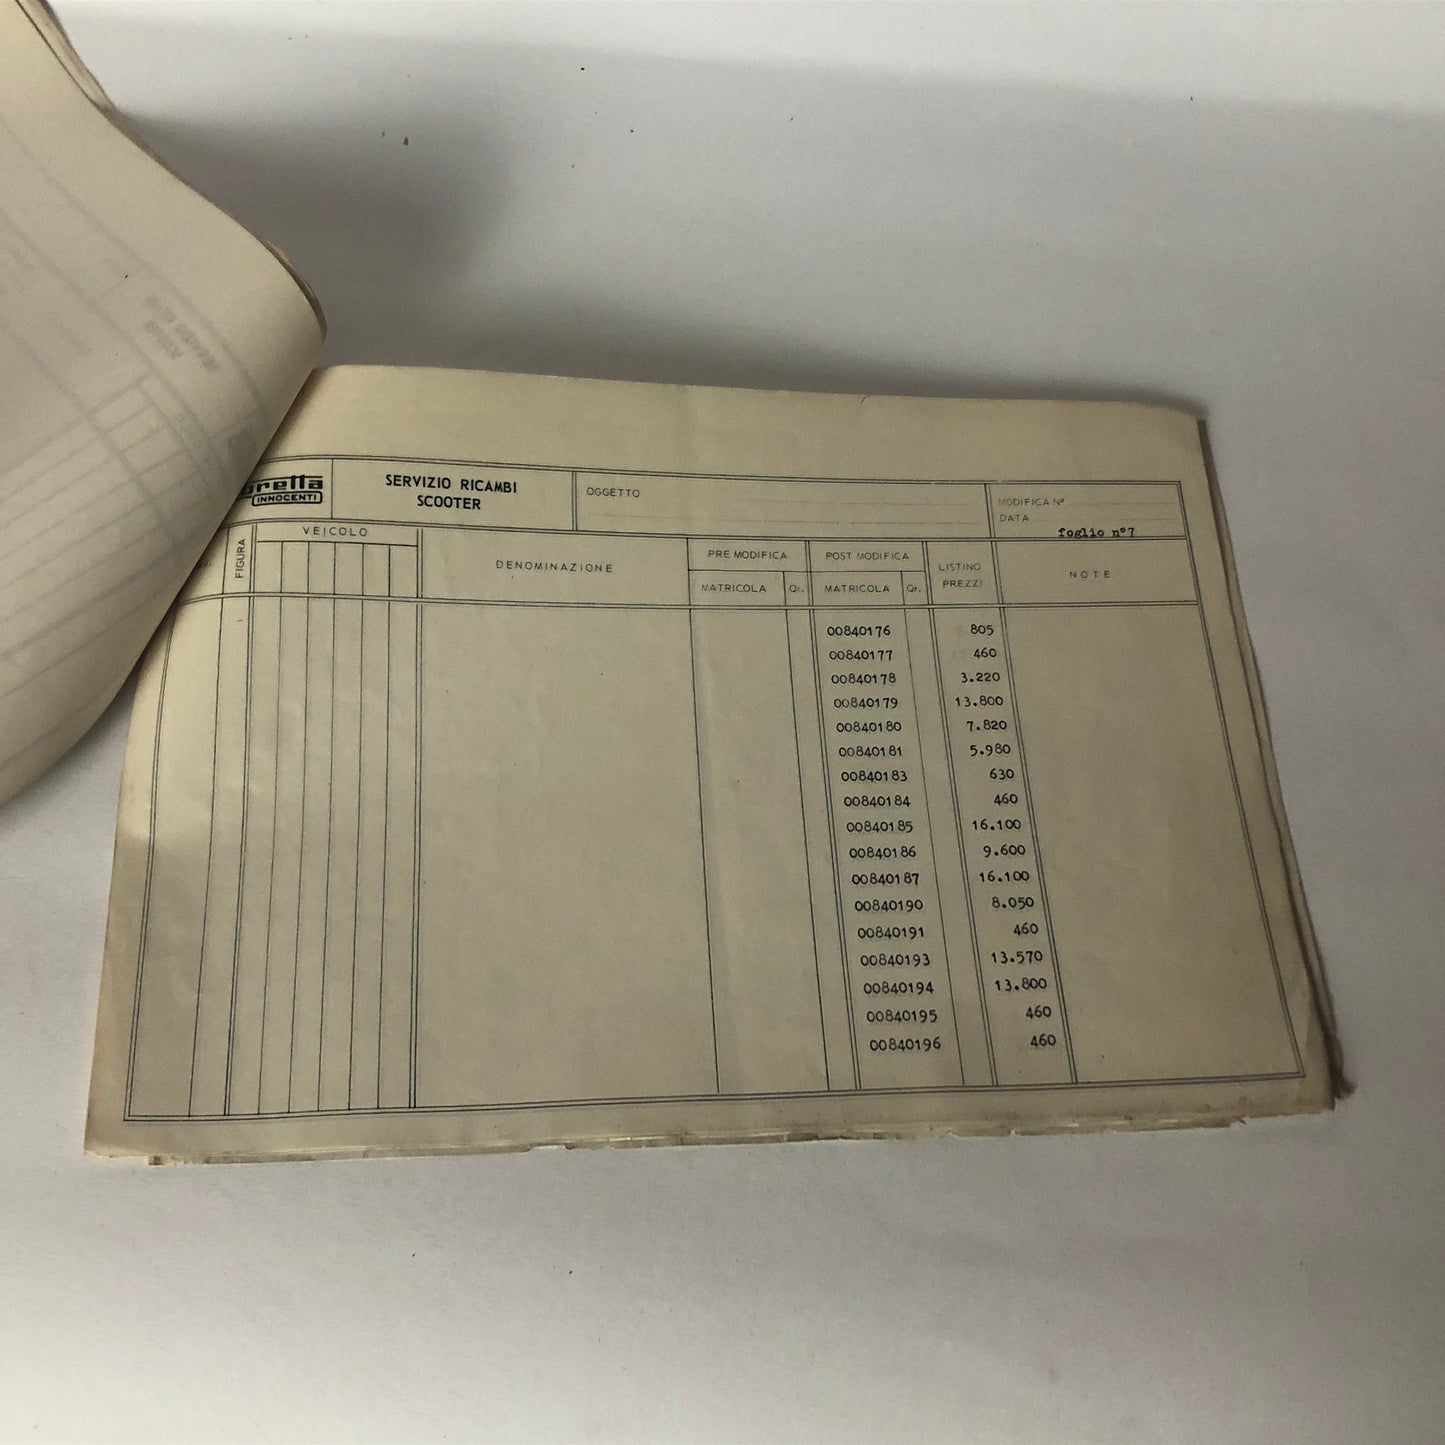 INNOCENTI
SERVIZIO RICAMBI
SCOOTER
OGGETTO
MODIFICA N°
DATA
foglio n°7
FIGURA
VEICOLO
DENOMINAZIONE
PRE MODIFICA
MATRICOLA Qt.
POST MODIFICA
MATRICOLA Qt.
LISTINO
PREZZI
NOTE
00840176 805
00840177 460
00840178 3.220
00840179 13.800
00840180 7.820
00840181 5.980
00840183 630
00840184 460
00840185 16.100
00840186 9.600
00840187 16.100
00840190 8.050
00840191 460
00840193 13.570
00840194 13.800
00840195 460
00840196 460